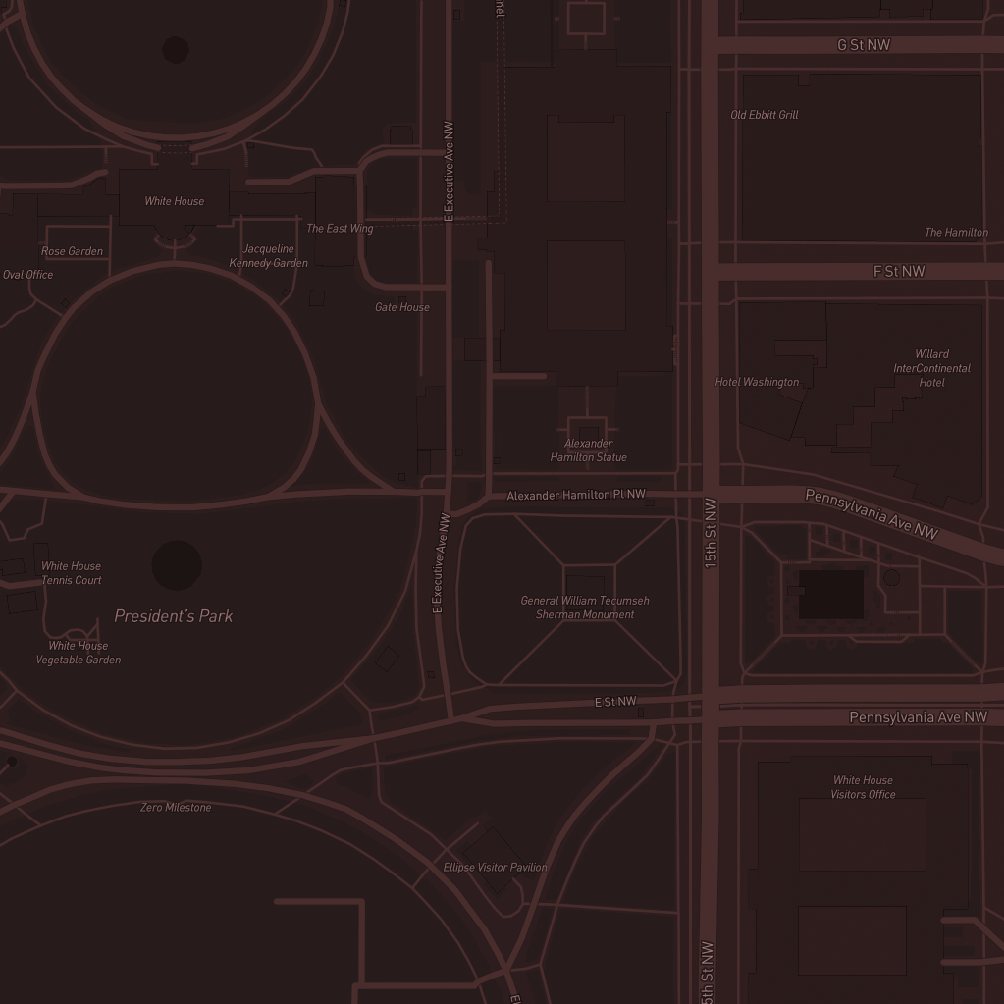 nnel
G St NW
Old Ebbitt Grill
E Executive Ave NW
White House
The East Wing
The Hamilton
Rose Garden
Jacqueline
Kennedy Garden
Oval Office
F St NW
Gate House
Willard
InterContinental
Hotel
Hotel Washington
Alexander
Hamilton Statue
Alexander Hamilton Pl NW
Pennsylvania Ave NW
15th St NW
E Executive Ave NW
White House
Tennis Court
General William Tecumseh
Sherman Monument
President's Park
White House
Vegetable Garden
E St NW
Pennsylvania Ave NW
White House
Visitors Office
Zero Milestone
Ellipse Visitor Pavilion
5th St NW
El